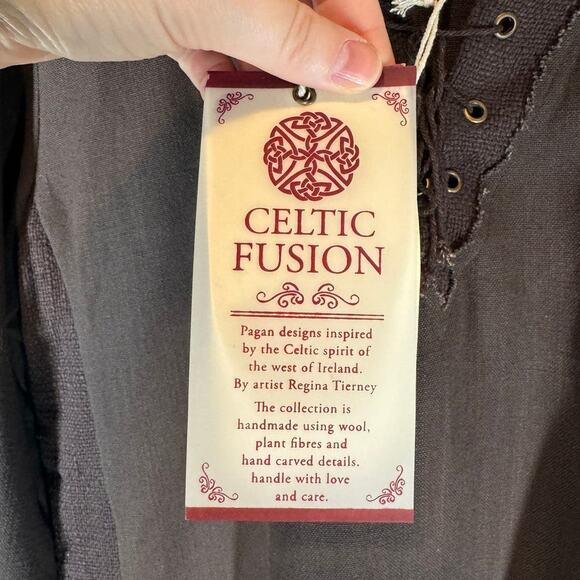 CELTIC
FUSION
Pagan designs inspired
by the Celtic spirit of
the west of Ireland.
By artist Regina Tierney
The collection is
handmade using wool,
plant fibres and
hand carved details.
handle with love
and care.